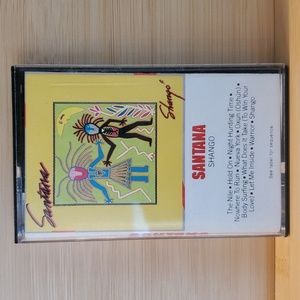 Santana
Shangó
SANTANA
SHANGO
The Nile • Hold On • Night Hunting Time •
Nowhere To Run • Nueva York • Oxun (Oshun) •
Body Surfing • What Does It Take (To Win Your
Love) • Let Me Inside • Warrior • Shango
See label for sequence.